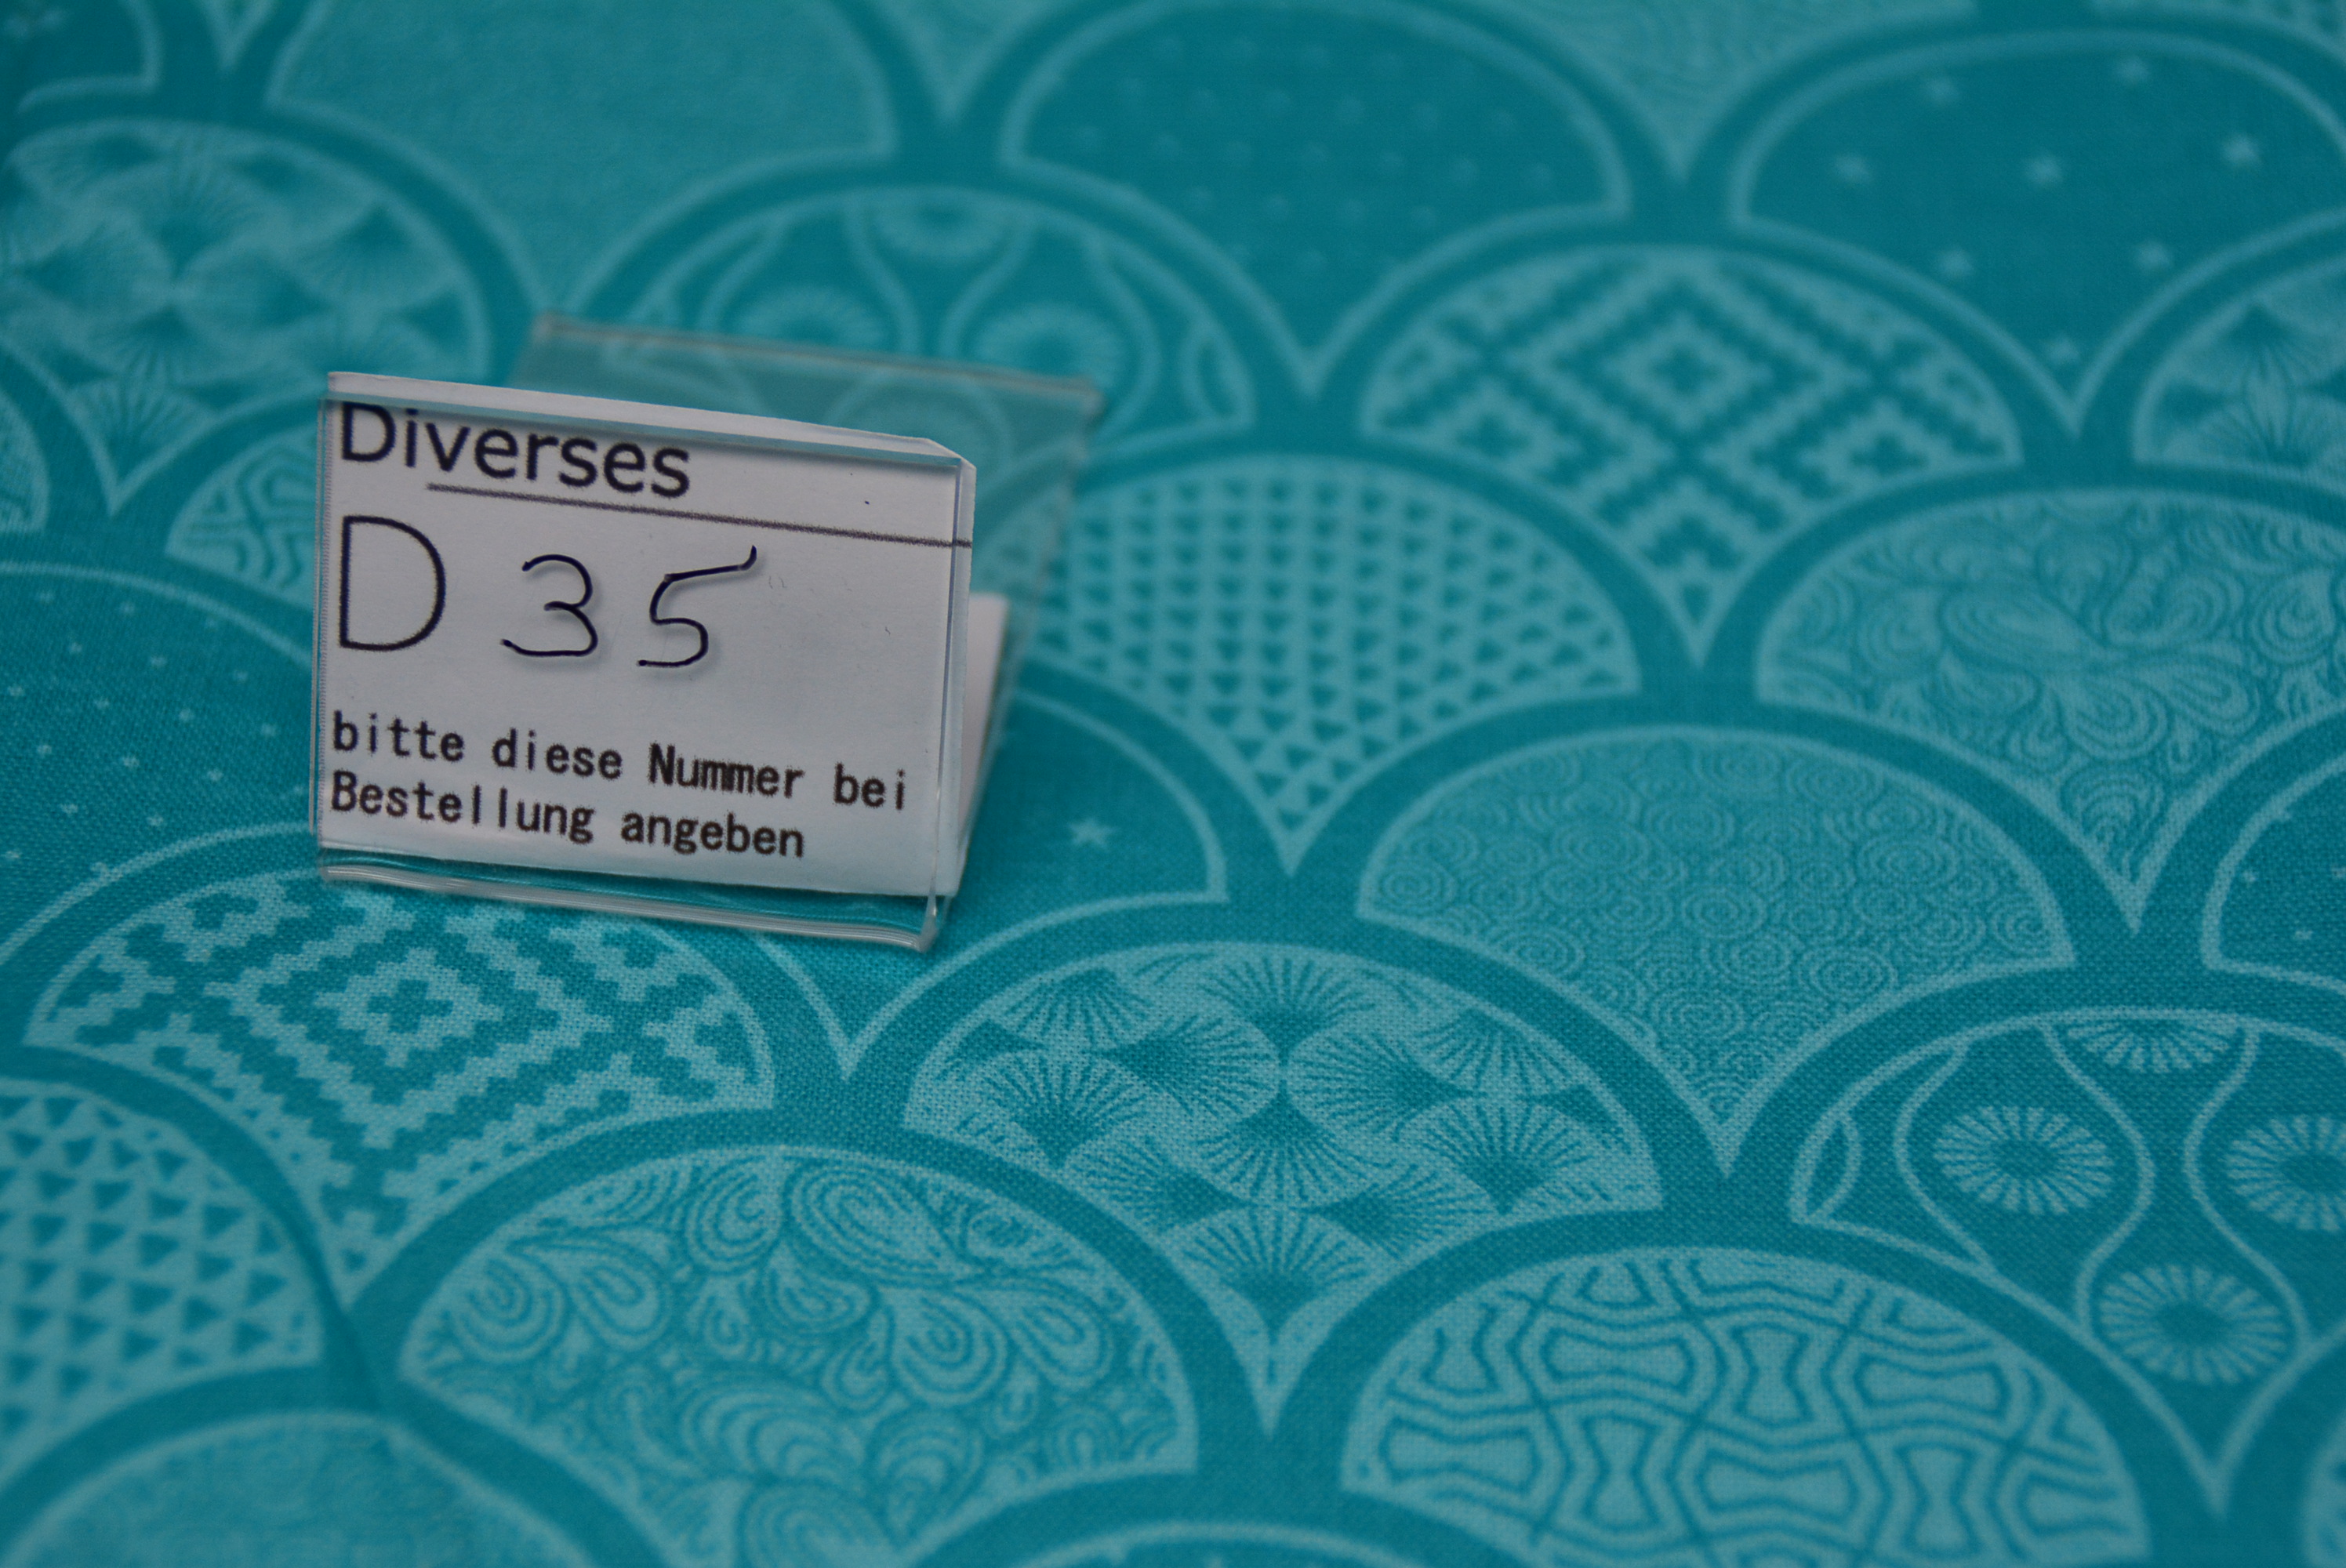 Diverses
D 35
bitte diese Nummer bei
Bestellung angeben